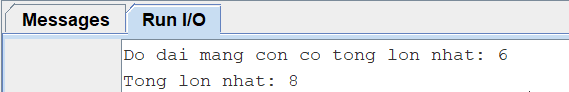 Messages Run I/O
Do dai mang con co tong lon nhat: 6
Tong lon nhat: 8